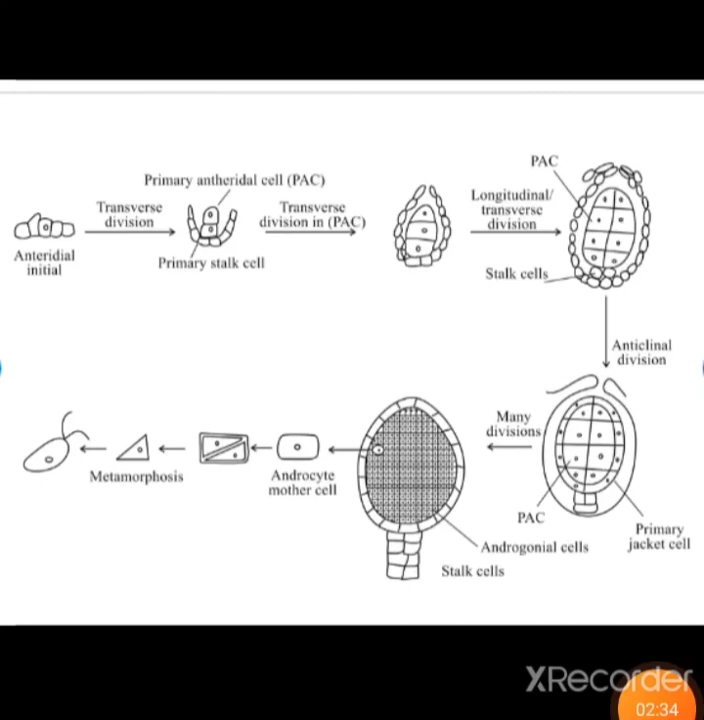 PAC
Primary antheridal cell (PAC)
Longitudinal/
transverse
division
Transverse
division
Transverse
division in (PAC)
Anteridial
initial
Primary stalk cell
Stalk cells
Anticlinal
division
Many
divisions
Metamorphosis
Androcyte
mother cell
PAC
Primary
jacket cell
Androgonial cells
Stalk cells
XRecorder
02:34